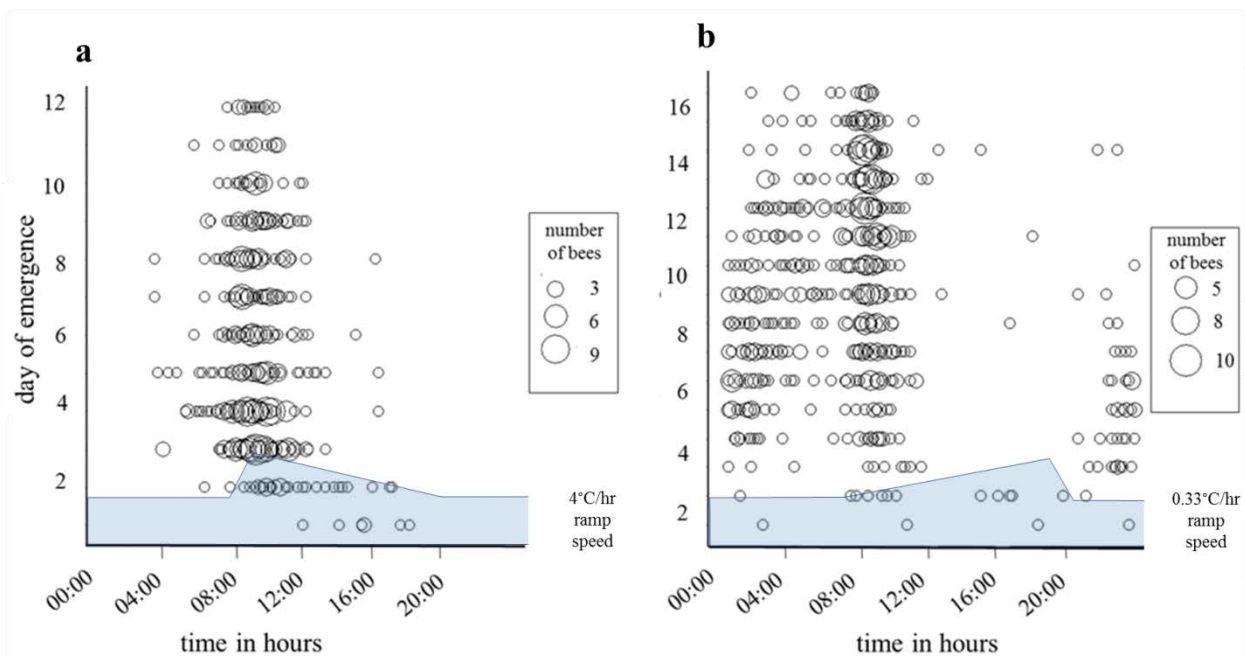 a
day of emergence
12
10
8
6
4
2
00:00
04:00
08:00
12:00
16:00
20:00
time in hours
number
of bees
3
6
9
4°C/hr
ramp
speed
b
16
14
12
10
8
6
4
2
00:00
04:00
08:00
12:00
16:00
20:00
time in hours
number
of bees
5
8
10
0.33°C/hr
ramp
speed